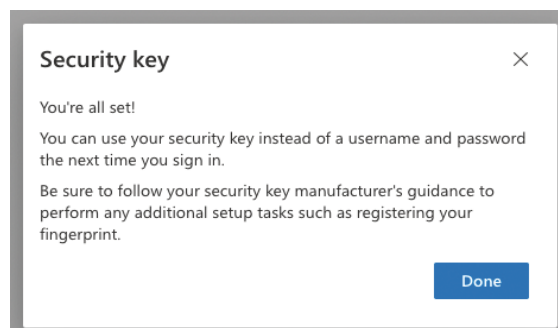 Security key
You're all set!
You can use your security key instead of a username and password
the next time you sign in.
Be sure to follow your security key manufacturer's guidance to
perform any additional setup tasks such as registering your
fingerprint.
Done